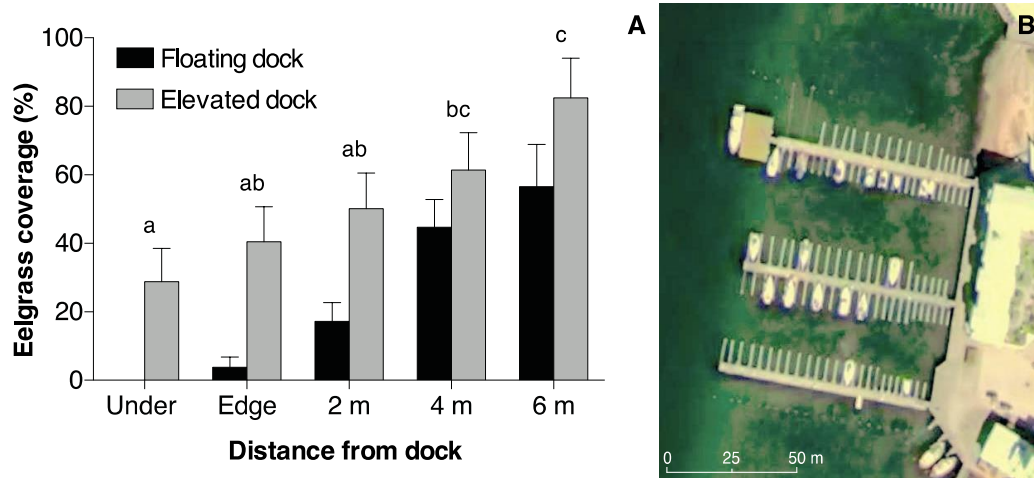 A
B
100
80
60
40
20
0
Eelgrass coverage (%)
Floating dock
Elevated dock
a
ab
ab
bc
c
Under Edge 2 m 4 m 6 m
Distance from dock
0 25 50 m